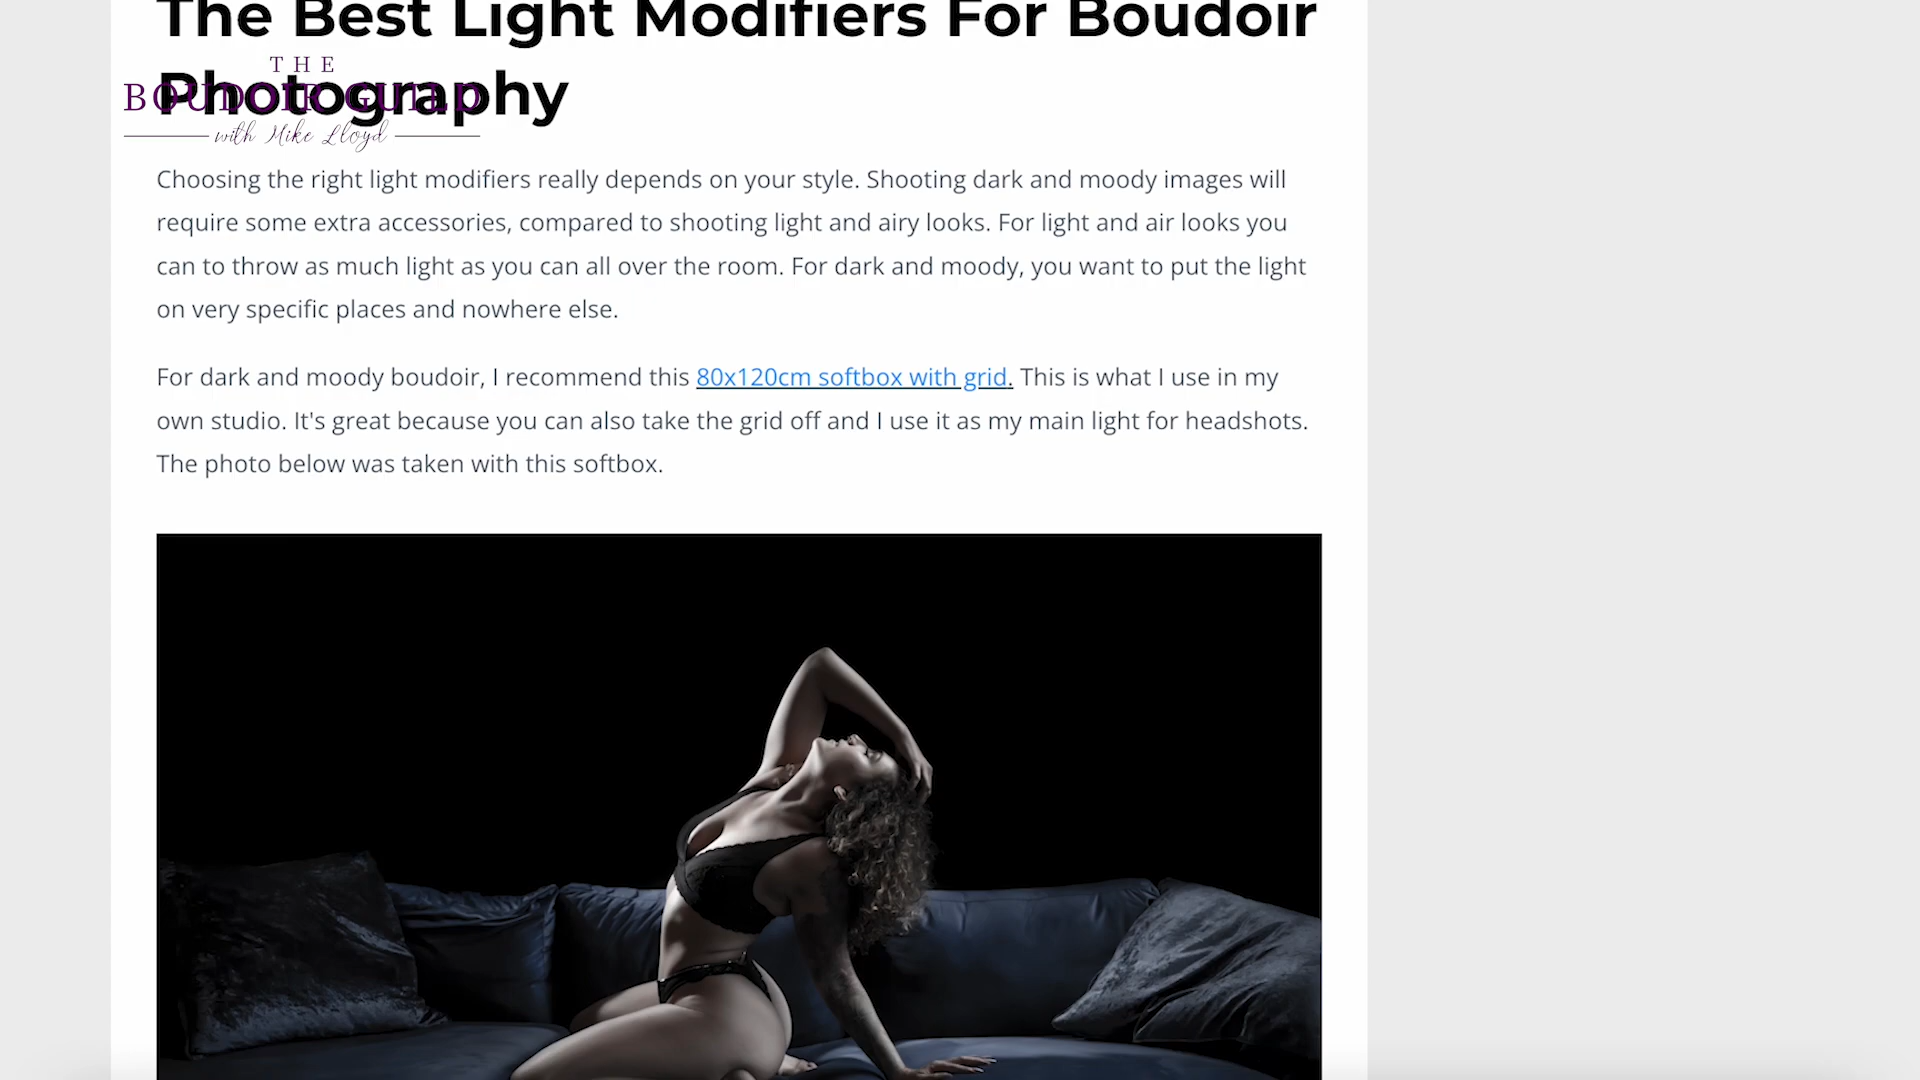 The Best Light Modifiers For Boudoir
Photography
THE
BOUDOIR GUILD
with Mike Lloyd
Choosing the right light modifiers really depends on your style. Shooting dark and moody images will
require some extra accessories, compared to shooting light and airy looks. For light and air looks you
can to throw as much light as you can all over the room. For dark and moody, you want to put the light
on very specific places and nowhere else.
For dark and moody boudoir, I recommend this 80x120cm softbox with grid. This is what I use in my
own studio. It's great because you can also take the grid off and I use it as my main light for headshots.
The photo below was taken with this softbox.